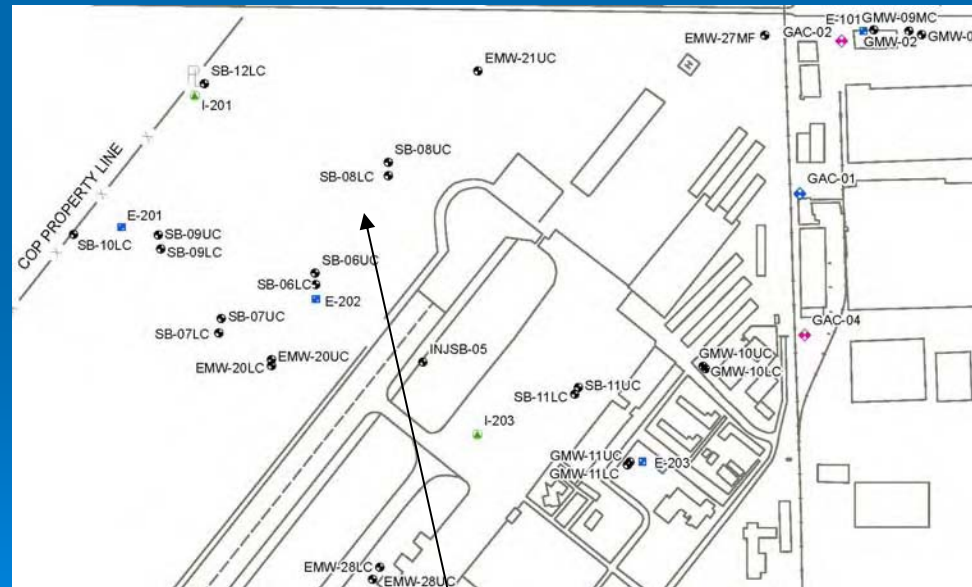 E-101
GMW-09MC
GAC-02
GMW-02
EMW-27MF
EMW-21UC
H
SB-12LC
I-201
SB-08UC
SB-08LC
GAC-01
COP PROPERTY LINE
E-201
SB-10LC
SB-09UC
SB-09LC
SB-06UC
SB-06LC
E-202
SB-07UC
SB-07LC
GAC-04
EMW-20UC
EMW-20LC
INJSB-05
GMW-10UC
GMW-10LC
SB-11UC
SB-11LC
I-203
GMW-11UC
E-203
GMW-11LC
EMW-28LC
EMW-28UC